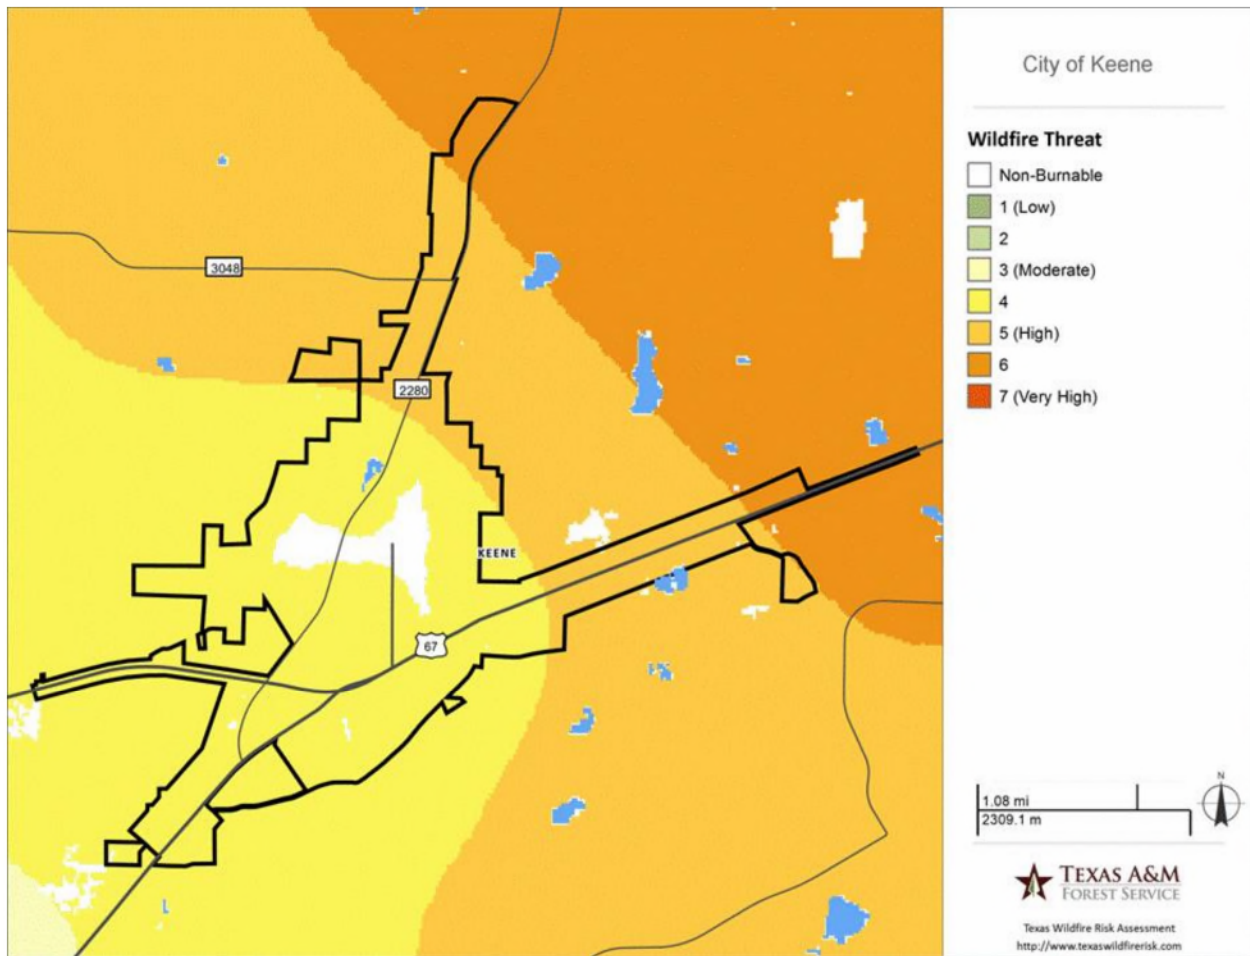 City of Keene
Wildfire Threat
Non-Burnable
1 (Low)
2
3 (Moderate)
4
5 (High)
6
7 (Very High)
3048
2280
KEENE
67
N
1.08 mi
2309.1 m
TEXAS A&M
FOREST SERVICE
Texas Wildfire Risk Assessment
http://www.texaswildfirerisk.com